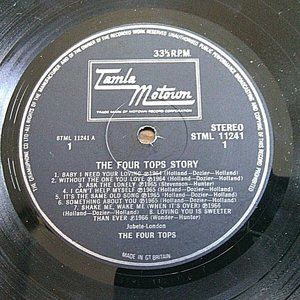 33⅓ R.P.M.
Tamla
Motown
TRADE MARK OF MOTOWN RECORD CORPORATION
STML 11241 A
1
STEREO
STML 11241
THE FOUR TOPS STORY
1. BABY I NEED YOUR LOVING ℗1964 (Holland-Dozier-Holland)
2. WITHOUT THE ONE YOU LOVE ℗1964 (Holland-Dozier-Holland)
3. ASK THE LONELY ℗1965 (Stevenson-Hunter)
4. I CAN'T HELP MYSELF ℗1965 (Holland-Dozier-Holland)
5. IT'S THE SAME OLD SONG ℗1965 (Holland-Dozier-Holland)
6. SOMETHING ABOUT YOU ℗1965 (Holland-Dozier-Holland)
7. SHAKE ME, WAKE ME (WHEN IT'S OVER) ℗1966
(Holland-Dozier-Holland) 8. LOVING YOU IS SWEETER
THAN EVER ℗1966 (Wonder-Hunter)
Jobete-London
THE FOUR TOPS
MADE IN GT BRITAIN